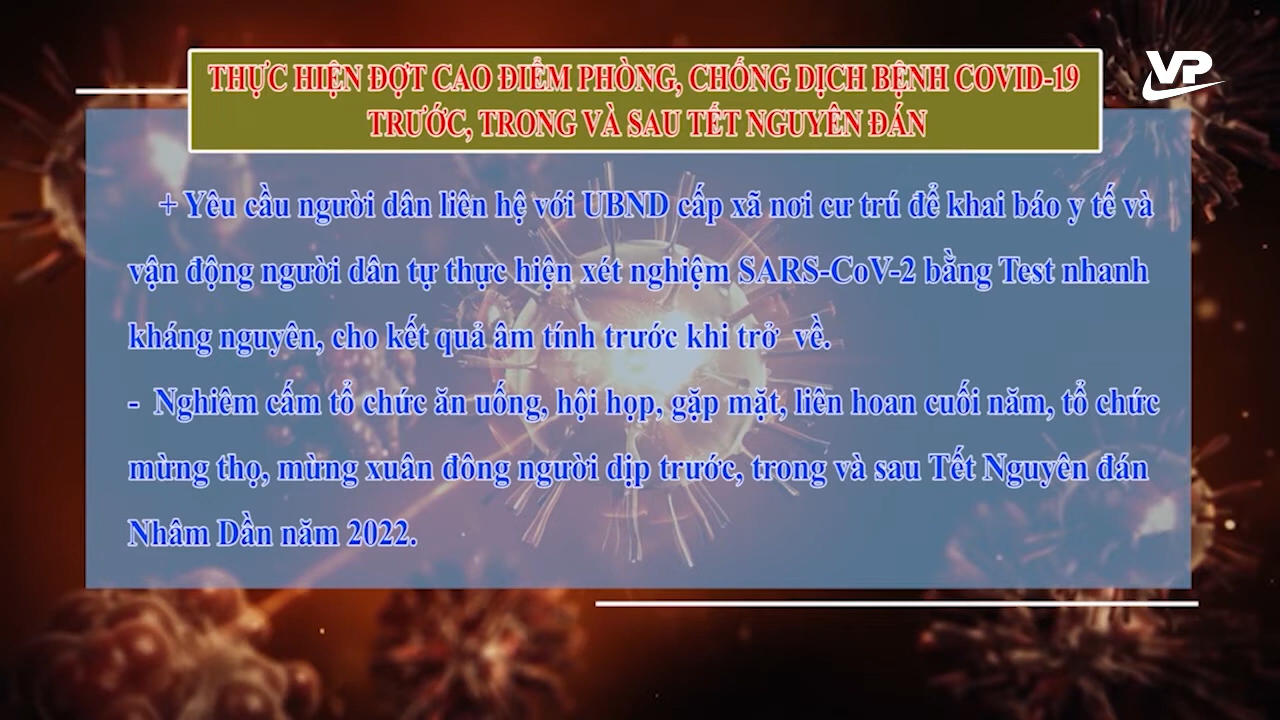 VP
THỰC HIỆN ĐỢT CAO ĐIỂM PHÒNG, CHỐNG DỊCH BỆNH COVID-19
TRƯỚC, TRONG VÀ SAU TẾT NGUYÊN ĐÁN
+ Yêu cầu người dân liên hệ với UBND cấp xã nơi cư trú để khai báo y tế và
vận động người dân tự thực hiện xét nghiệm SARS-CoV-2 bằng Test nhanh
kháng nguyên, cho kết quả âm tính trước khi trở về.
- Nghiêm cấm tổ chức ăn uống, hội họp, gặp mặt, liên hoan cuối năm, tổ chức
mừng thọ, mừng xuân đông người dịp trước, trong và sau Tết Nguyên đán
Nhâm Dần năm 2022.